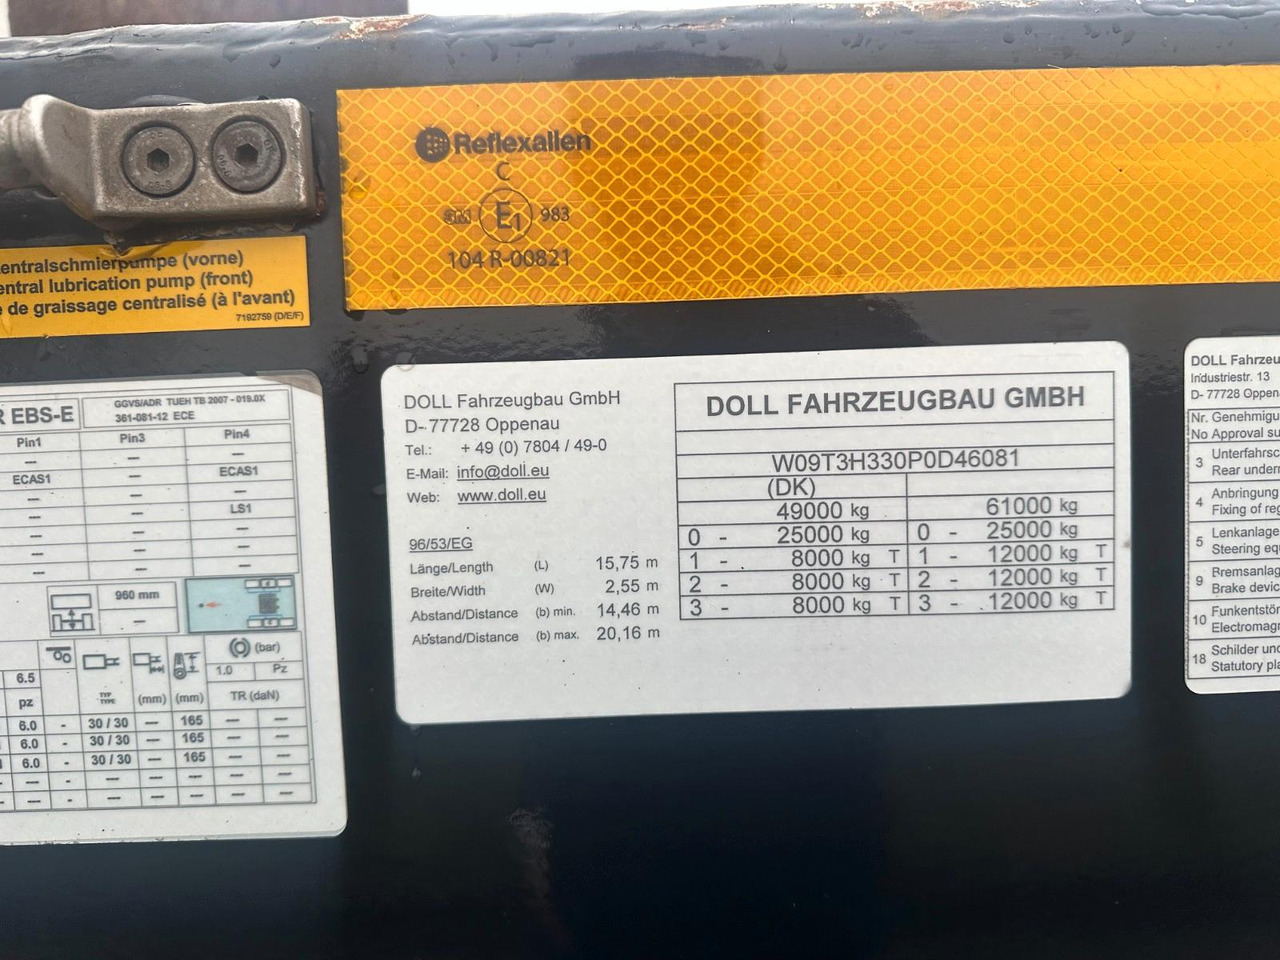 Reflexallen
C
3M E1 983
104 R-00821
entralschmierpumpe (vorne)
entral lubrication pump (front)
e de graissage centralisé (à l'avant)
7192759 (D/E/F)
R EBS-E
GGVS/ADR TUEH TB 2007 - 019.0X
361-081-12 ECE
Pin1 Pin3 Pin4
— — —
ECAS1 — ECAS1
— — LS1
— — —
— — —
— — —
960 mm
—
(bar)
6.5 1.0 Pz
pz TYP TYPE (mm) (mm) TR (daN)
6.0 - 30 / 30 — 165 — —
6.0 - 30 / 30 — 165 — —
6.0 - 30 / 30 — 165 — —
— - — — — — —
— - — — — — —
DOLL Fahrzeugbau GmbH
D- 77728 Oppenau
Tel.: + 49 (0) 7804 / 49-0
E-Mail: info@doll.eu
Web: www.doll.eu
96/53/EG
Länge/Length (L) 15,75 m
Breite/Width (W) 2,55 m
Abstand/Distance (b) min. 14,46 m
Abstand/Distance (b) max. 20,16 m
DOLL FAHRZEUGBAU GMBH
W09T3H330P0D46081
(DK)
49000 kg 61000 kg
0 - 25000 kg 0 - 25000 kg
1 - 8000 kg T 1 - 12000 kg T
2 - 8000 kg T 2 - 12000 kg T
3 - 8000 kg T 3 - 12000 kg T
DOLL Fahrzeu
Industriestr. 13
D- 77728 Oppena
Nr. Genehmigu
No Approval su
3 Unterfahrsc
Rear undern
4 Anbringung
Fixing of reg
5 Lenkanlage
Steering equ
9 Bremsanlag
Brake devic
10 Funkentstör
Electromagn
18 Schilder und
Statutory pla